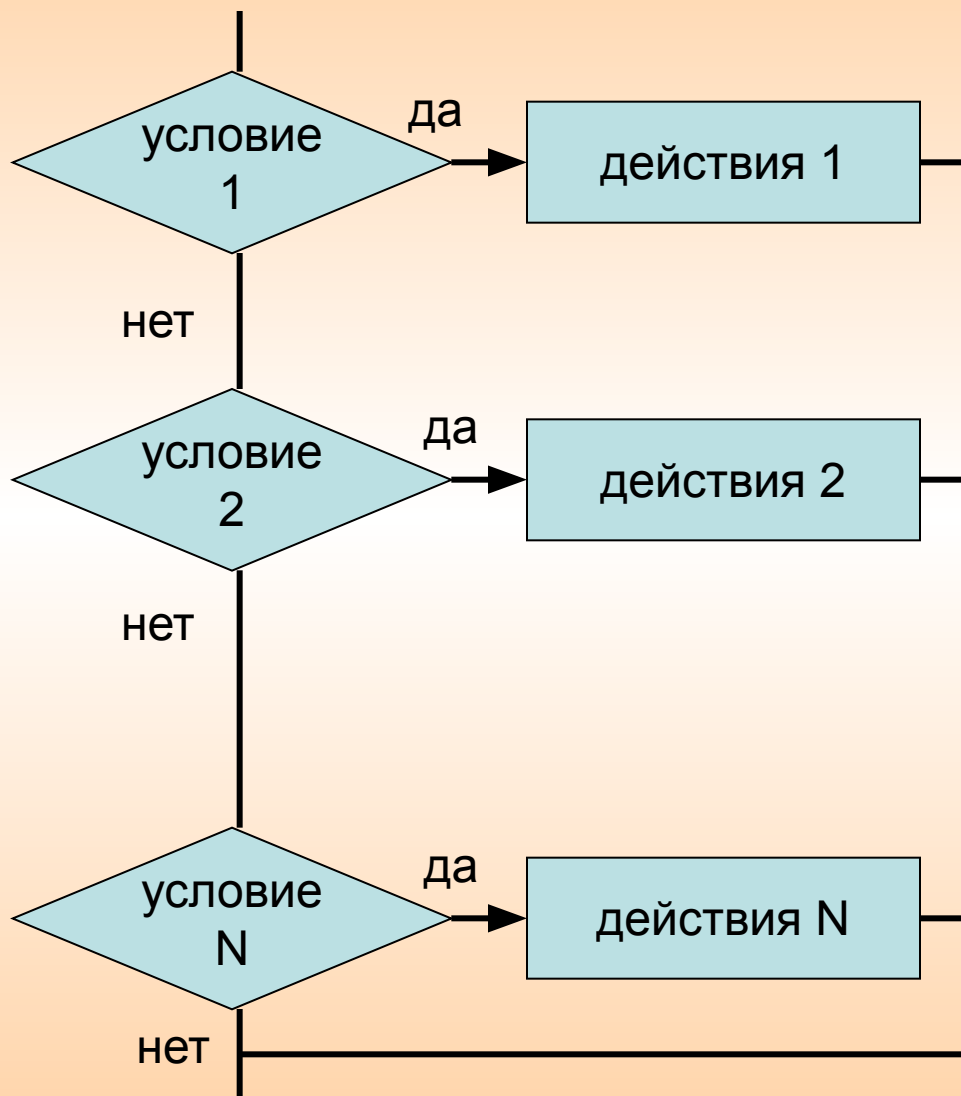 да
условие
1
действия 1
нет
да
условие
2
действия 2
нет
да
условие
N
действия N
нет